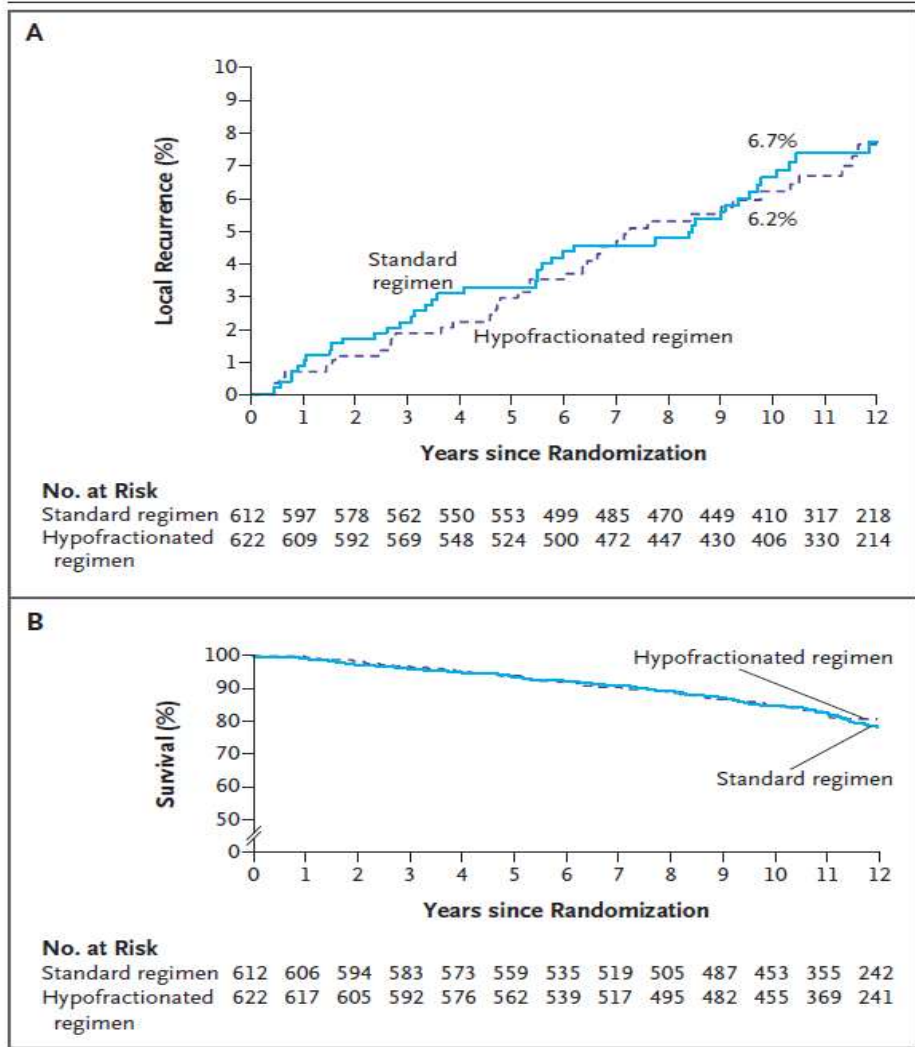 A
10
9
8
7
6
5
4
3
2
1
0
Local Recurrence (%)
6.7%
6.2%
Standard
regimen
Hypofractionated regimen
0 1 2 3 4 5 6 7 8 9 10 11 12
Years since Randomization
No. at Risk
Standard regimen 612 597 578 562 550 553 499 485 470 449 410 317 218
Hypofractionated 622 609 592 569 548 524 500 472 447 430 406 330 214
regimen
B
100
90
80
70
60
50
0
Survival (%)
Hypofractionated regimen
Standard regimen
0 1 2 3 4 5 6 7 8 9 10 11 12
Years since Randomization
No. at Risk
Standard regimen 612 606 594 583 573 559 535 519 505 487 453 355 242
Hypofractionated 622 617 605 592 576 562 539 517 495 482 455 369 241
regimen